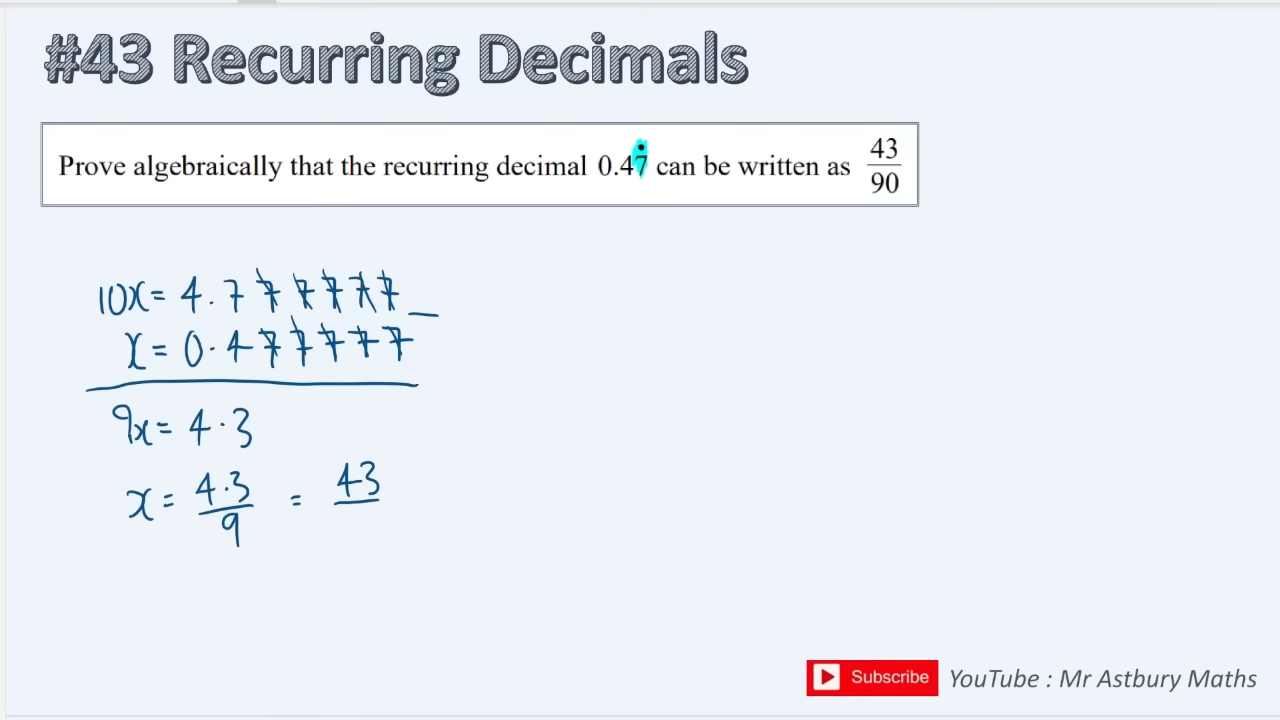 #43 Recurring Decimals
Prove algebraically that the recurring decimal 0.47̇ can be written as 43/90
10x = 4.777777
x = 0.477777
9x = 4.3
x = 4.3/9 = 43
Subscribe YouTube : Mr Astbury Maths